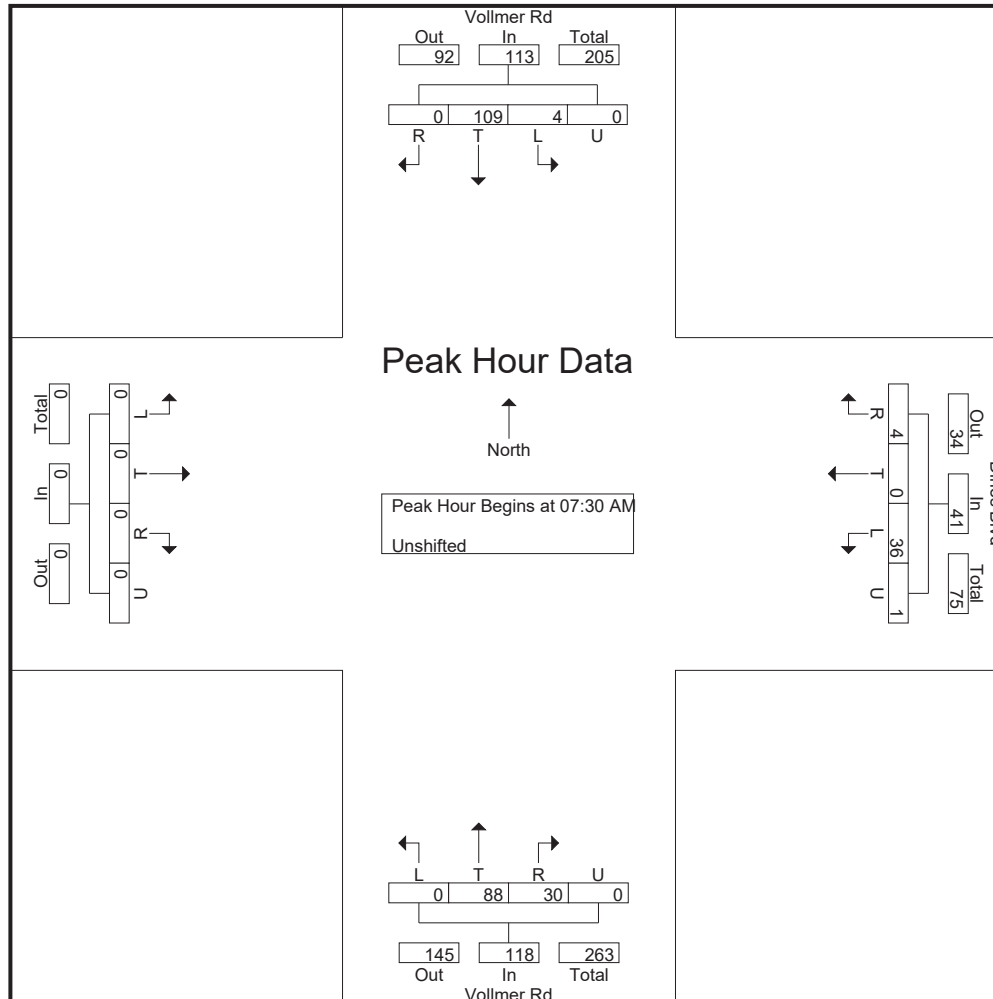 Vollmer Rd
Out In Total
92 113 205
0 109 4 0
R T L U
Peak Hour Data
North
Peak Hour Begins at 07:30 AM
Unshifted
Total In Out
0 0 0
0 0 0 0
L T R U
R T L U
4 0 36 1
Out In Total
34 41 75
Blvd
L T R U
0 88 30 0
145 118 263
Out In Total
Vollmer Rd